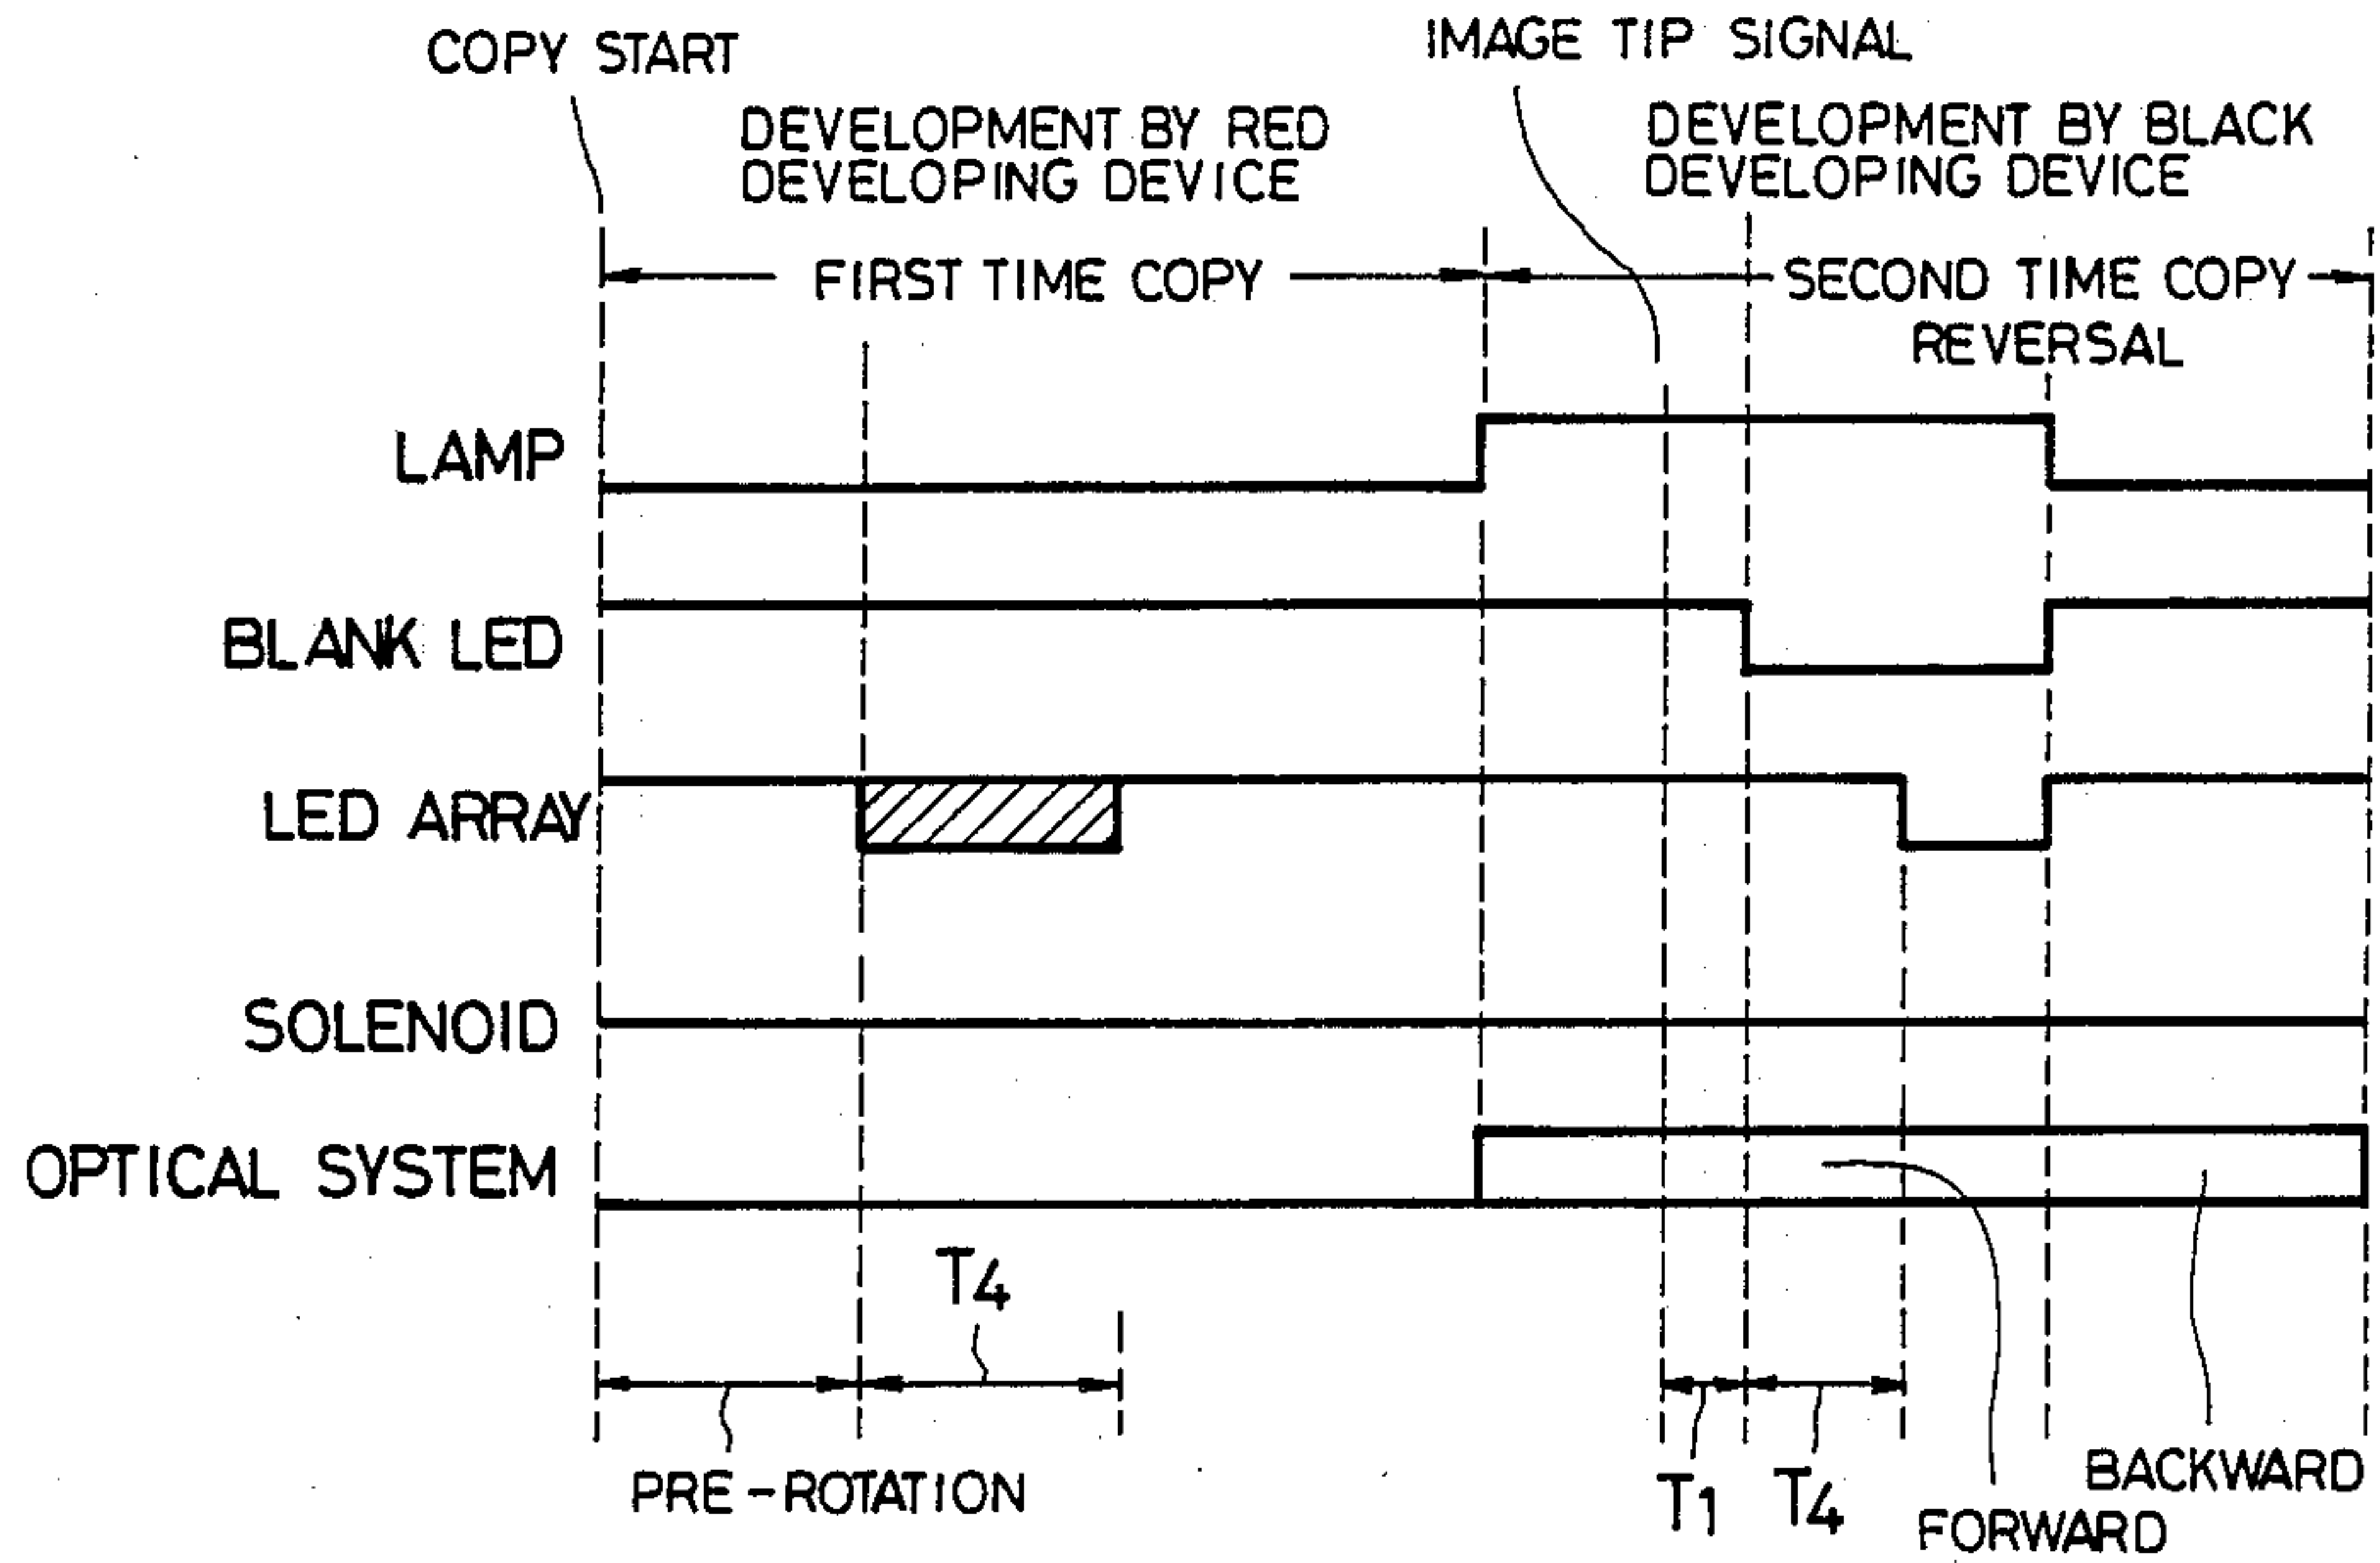 COPY START
IMAGE TIP SIGNAL
DEVELOPMENT BY RED
DEVELOPING DEVICE
DEVELOPMENT BY BLACK
DEVELOPING DEVICE
FIRST TIME COPY
SECOND TIME COPY
REVERSAL
LAMP
BLANK LED
LED ARRAY
SOLENOID
OPTICAL SYSTEM
T4
PRE-ROTATION
T1
T4
FORWARD
BACKWARD